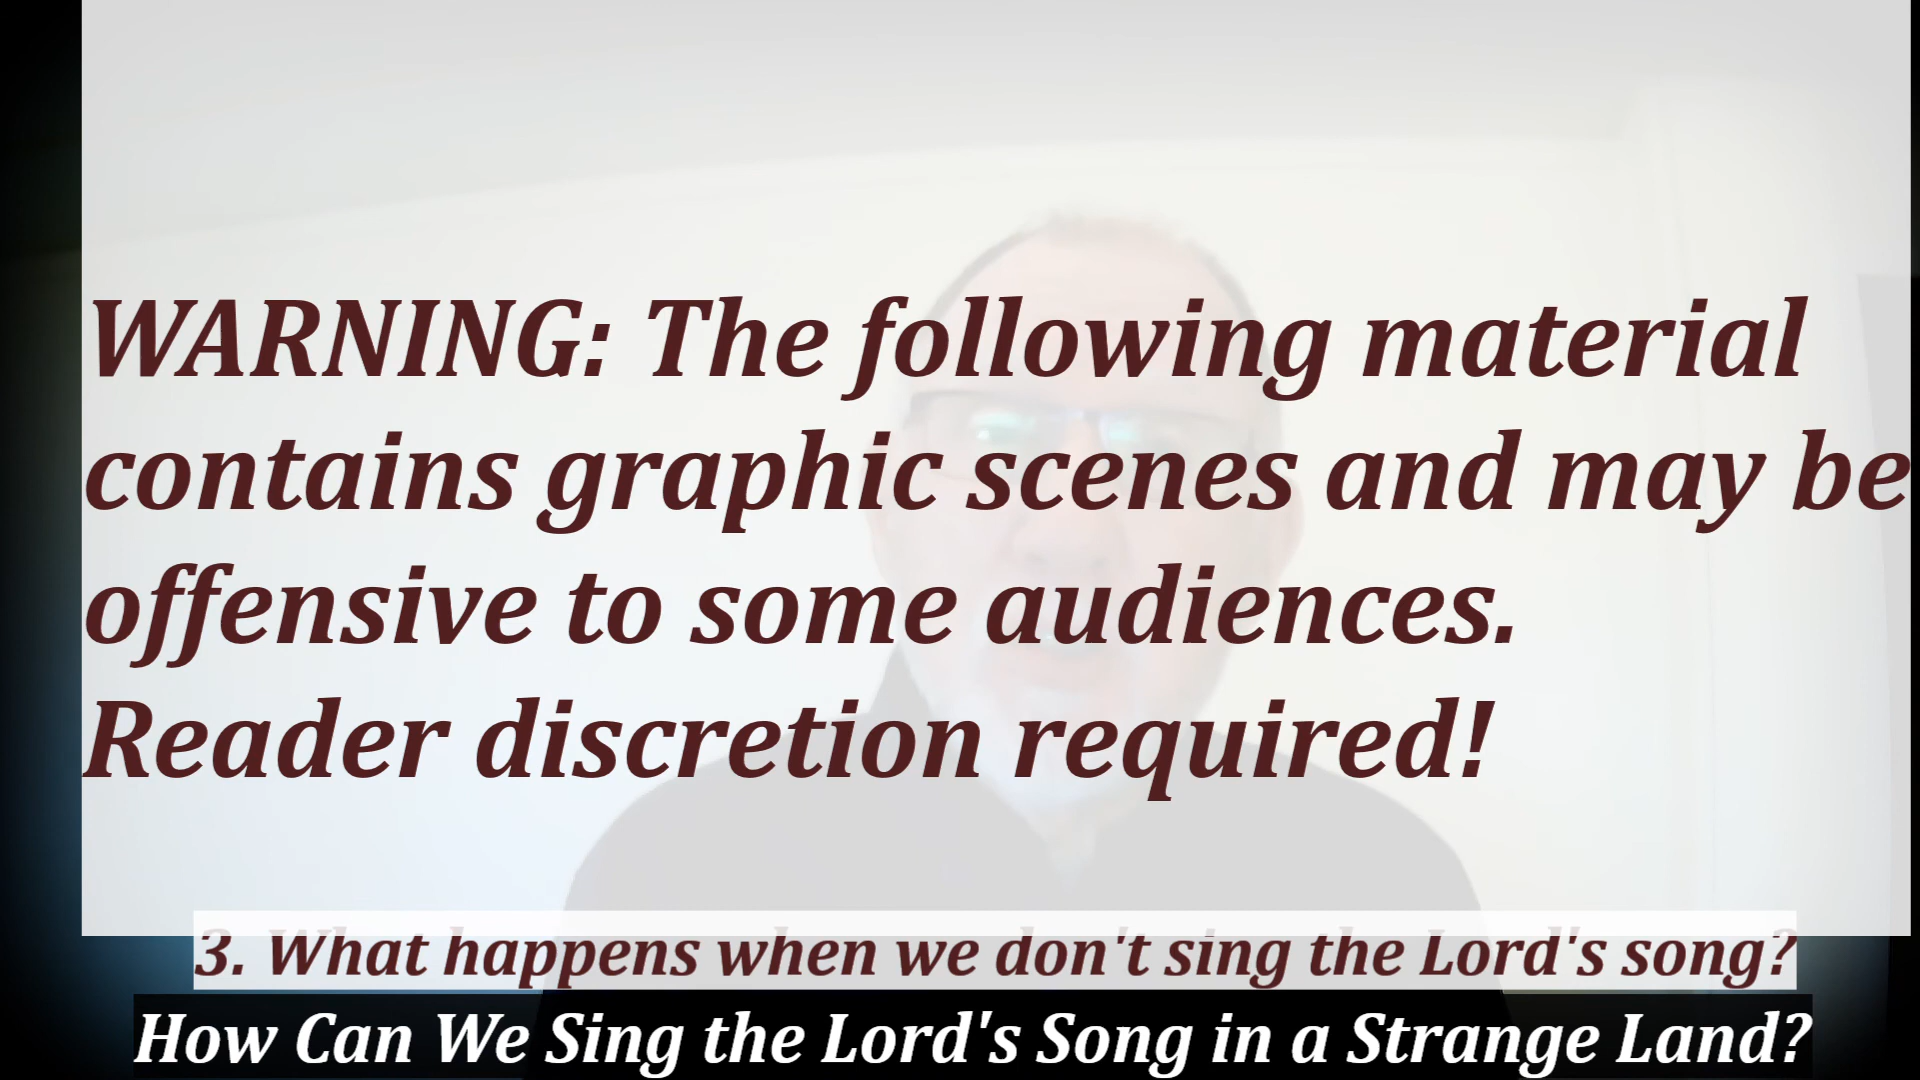 WARNING: The following material
contains graphic scenes and may be
offensive to some audiences.
Reader discretion required!
3. What happens when we don't sing the Lord's song?
How Can We Sing the Lord's Song in a Strange Land?